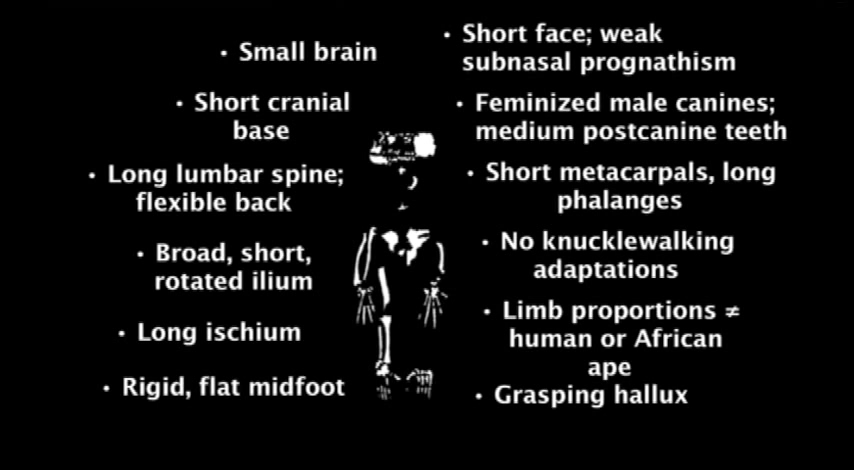 • Small brain
• Short cranial
base
• Long lumbar spine;
flexible back
• Broad, short,
rotated ilium
• Long ischium
• Rigid, flat midfoot
• Short face; weak
subnasal prognathism
• Feminized male canines;
medium postcanine teeth
• Short metacarpals, long
phalanges
• No knucklewalking
adaptations
• Limb proportions ≠
human or African
ape
• Grasping hallux